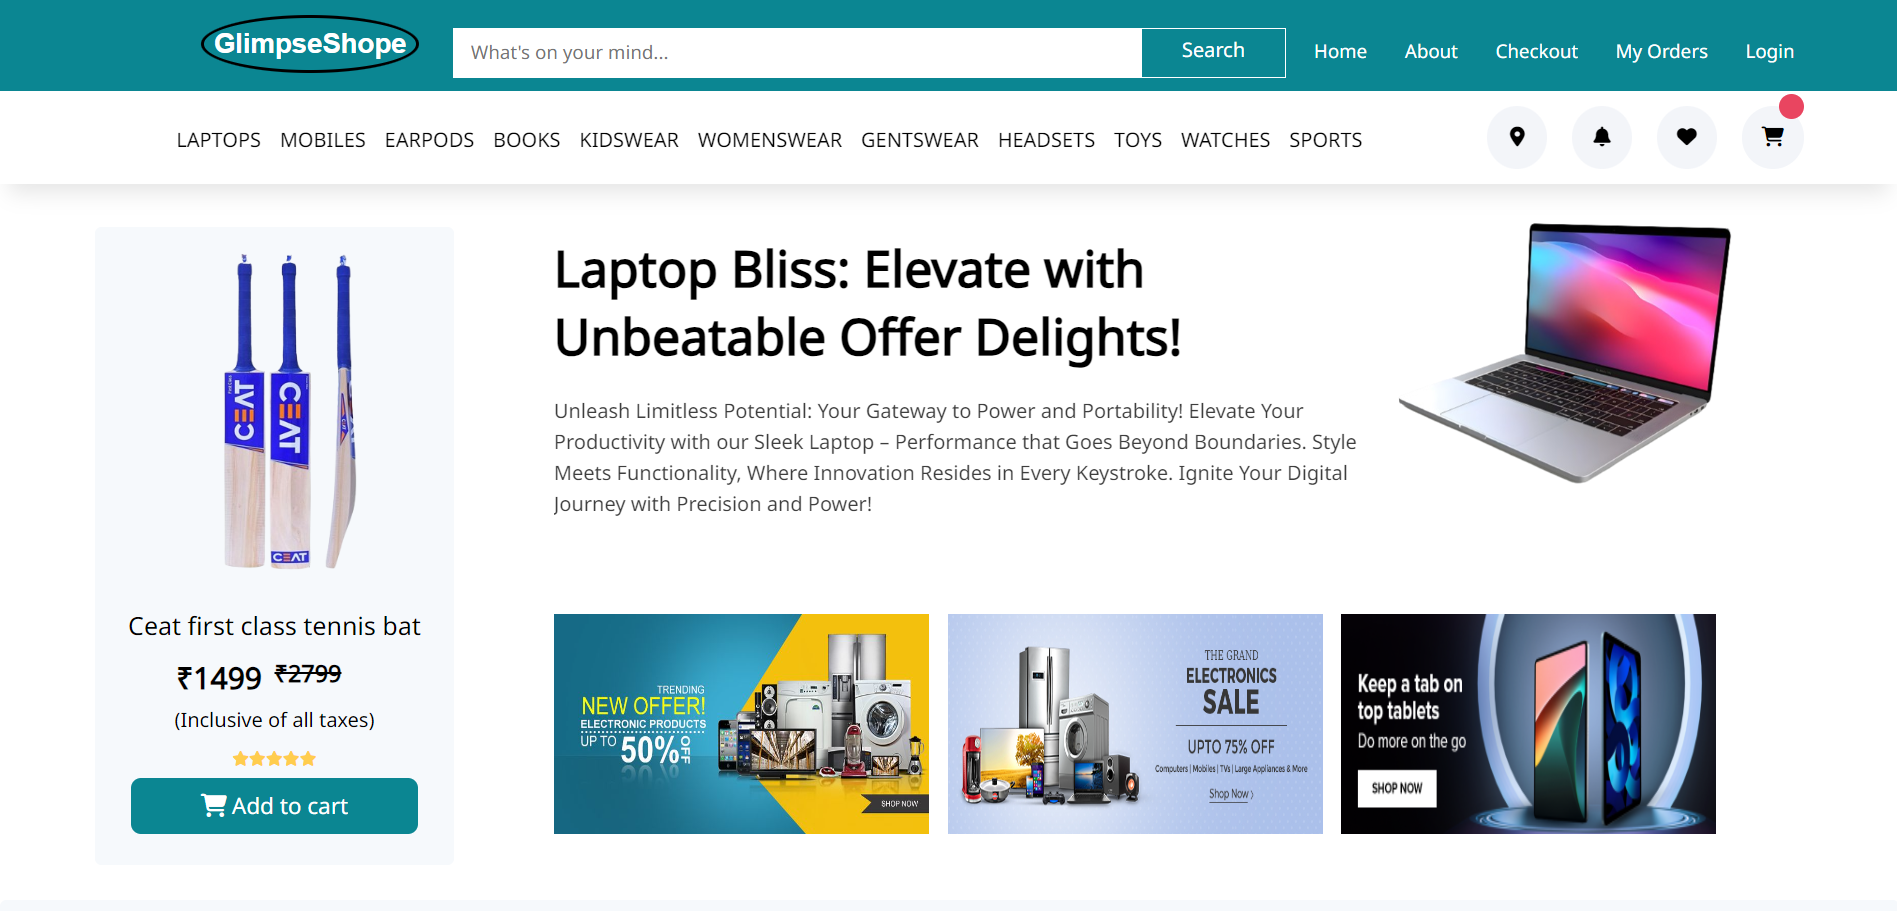 GlimpseShope
What's on your mind...
Search
Home
About
Checkout
My Orders
Login
LAPTOPS
MOBILES
EARPODS
BOOKS
KIDSWEAR
WOMENSWEAR
GENTSWEAR
HEADSETS
TOYS
WATCHES
SPORTS
CEAT
CEAT
CEAT
Ceat first class tennis bat
₹1499 ₹2799
(Inclusive of all taxes)
Add to cart
Laptop Bliss: Elevate with
Unbeatable Offer Delights!
Unleash Limitless Potential: Your Gateway to Power and Portability! Elevate Your
Productivity with our Sleek Laptop – Performance that Goes Beyond Boundaries. Style
Meets Functionality, Where Innovation Resides in Every Keystroke. Ignite Your Digital
Journey with Precision and Power!
TRENDING
NEW OFFER!
ELECTRONIC PRODUCTS
UP TO 50% OFF
SHOP NOW
THE GRAND
ELECTRONICS
SALE
UPTO 75% OFF
Computers | Mobiles | TVs | Large Appliances & More
Shop Now
Keep a tab on
top tablets
Do more on the go
SHOP NOW